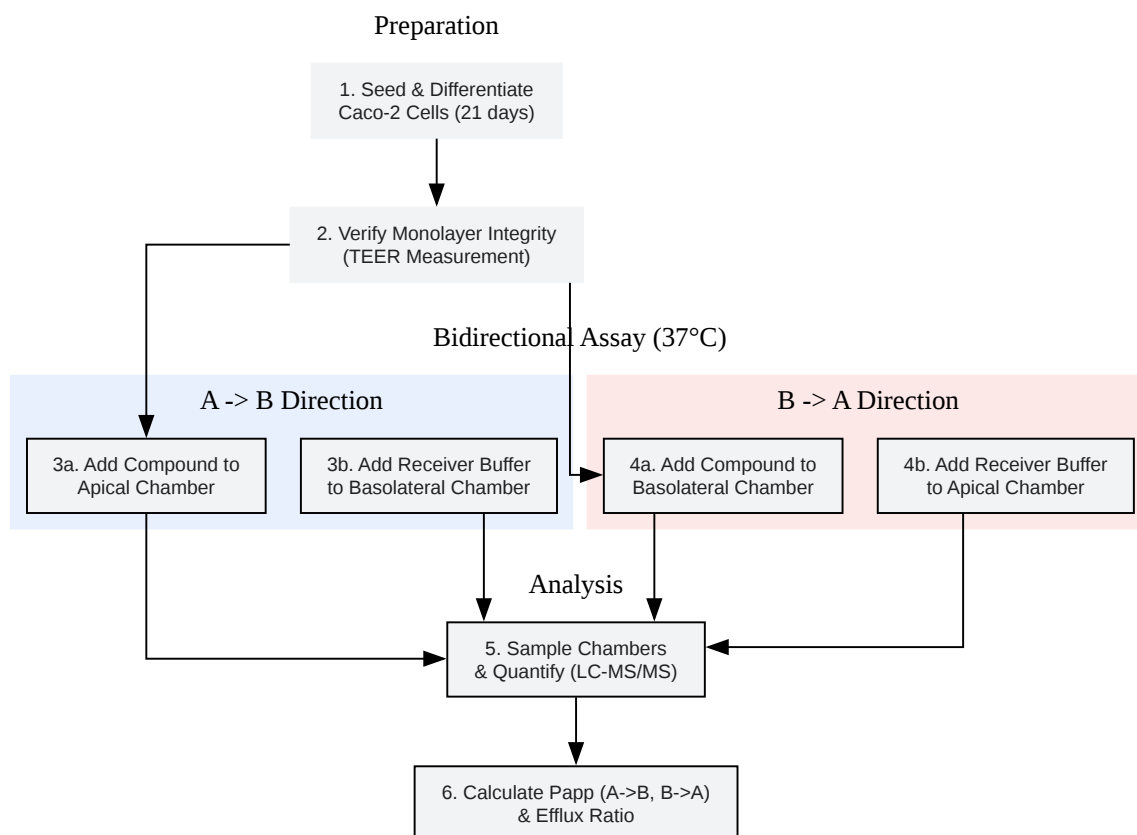 Preparation
1. Seed & Differentiate
Caco-2 Cells (21 days)
2. Verify Monolayer Integrity
(TEER Measurement)
Bidirectional Assay (37°C)
A -> B Direction
3a. Add Compound to
Apical Chamber
3b. Add Receiver Buffer
to Basolateral Chamber
B -> A Direction
4a. Add Compound to
Basolateral Chamber
4b. Add Receiver Buffer
to Apical Chamber
Analysis
5. Sample Chambers
& Quantify (LC-MS/MS)
6. Calculate Papp (A->B, B->A)
& Efflux Ratio